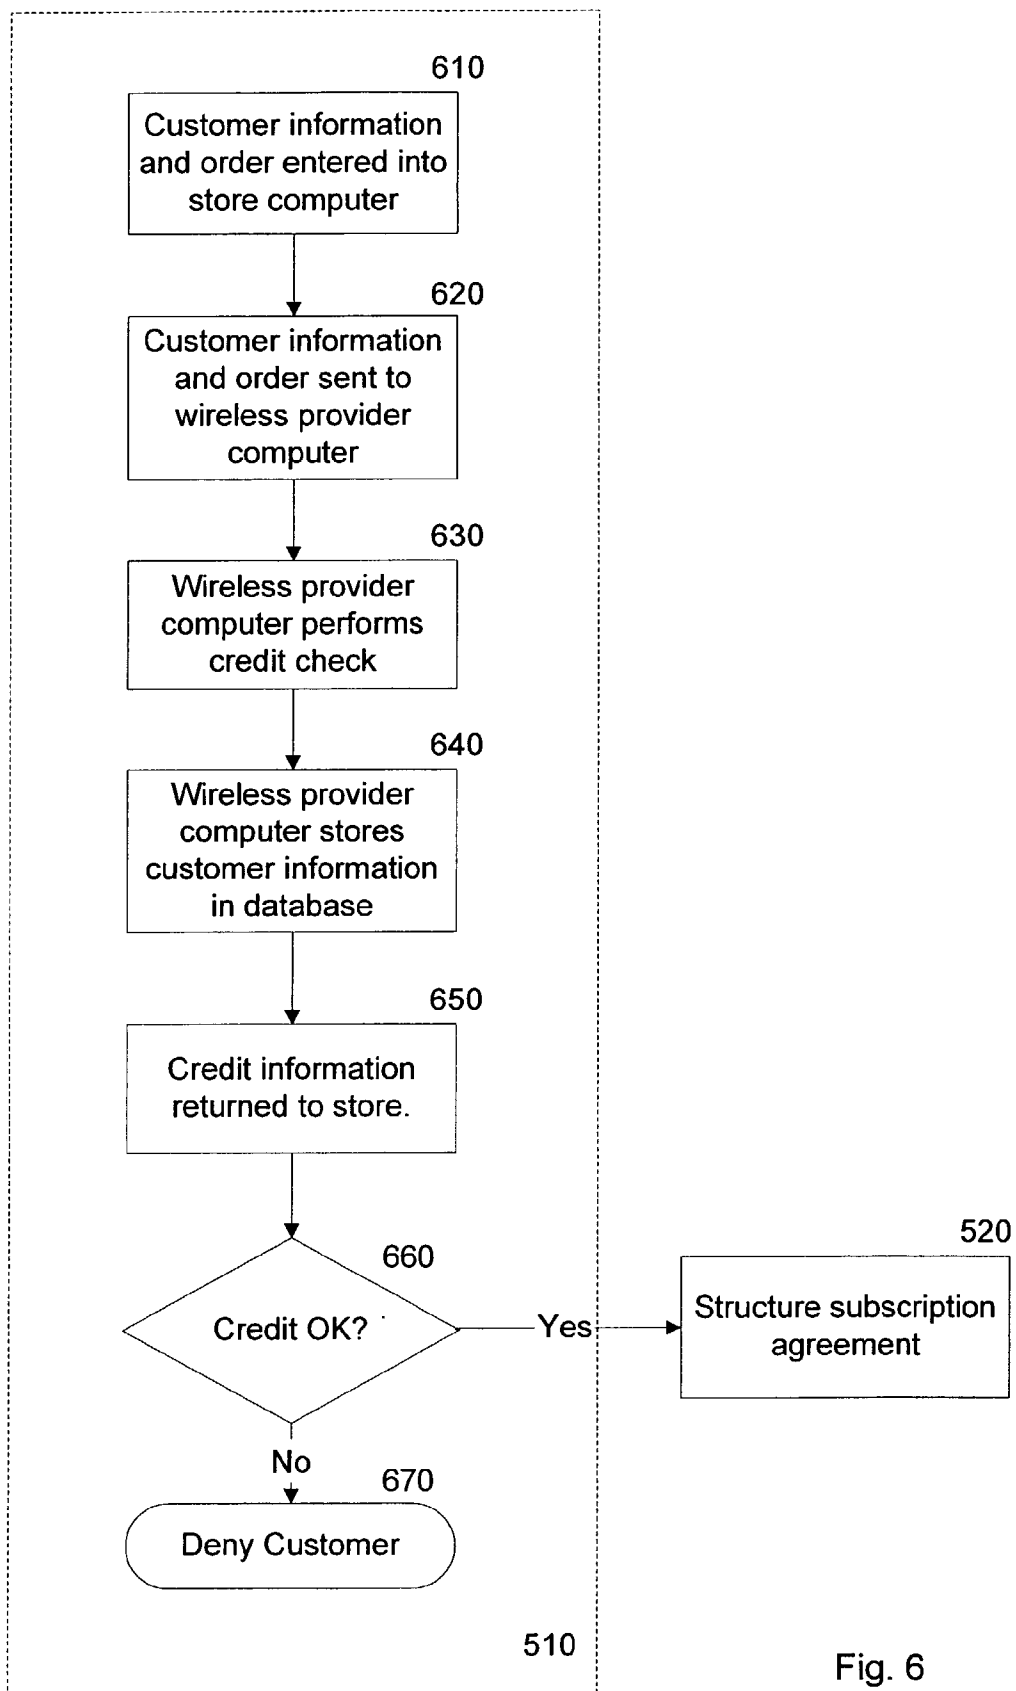 610
Customer information
and order entered into
store computer
620
Customer information
and order sent to
wireless provider
computer
630
Wireless provider
computer performs
credit check
640
Wireless provider
computer stores
customer information
in database
650
Credit information
returned to store.
660
Credit OK?
Yes
520
Structure subscription
agreement
No
670
Deny Customer
510
Fig. 6